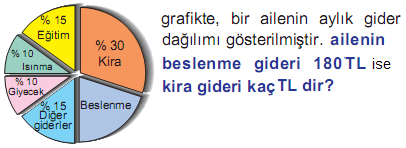 % 15
Eğitim
% 30
Kira
% 10
Isınma
% 10
Giyecek
% 15
Diğer
giderler
Beslenme
grafikte, bir ailenin aylık gider
dağılımı gösterilmiştir. ailenin
beslenme gideri 180 TL ise
kira gideri kaç TL dir?